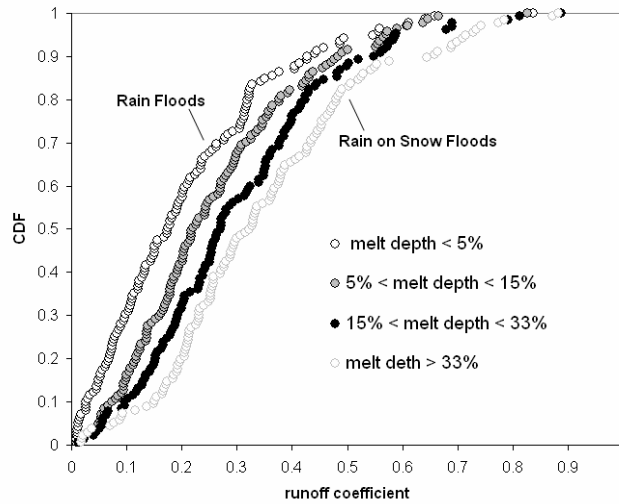 1
0.9
0.8
0.7
0.6
0.5
0.4
0.3
0.2
0.1
0
CDF
Rain Floods
Rain on Snow Floods
melt depth < 5%
5% < melt depth < 15%
15% < melt depth < 33%
melt deth > 33%
0 0.1 0.2 0.3 0.4 0.5 0.6 0.7 0.8 0.9 1
runoff coefficient